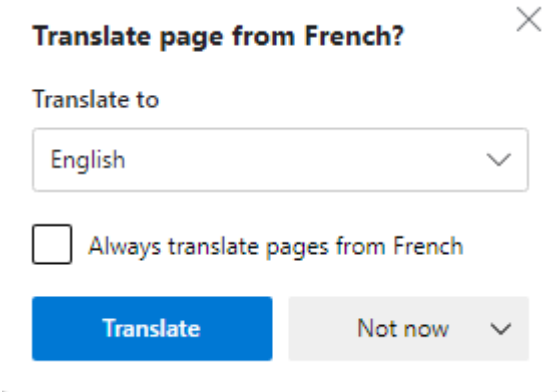 Translate page from French?
Translate to
English
Always translate pages from French
Translate
Not now